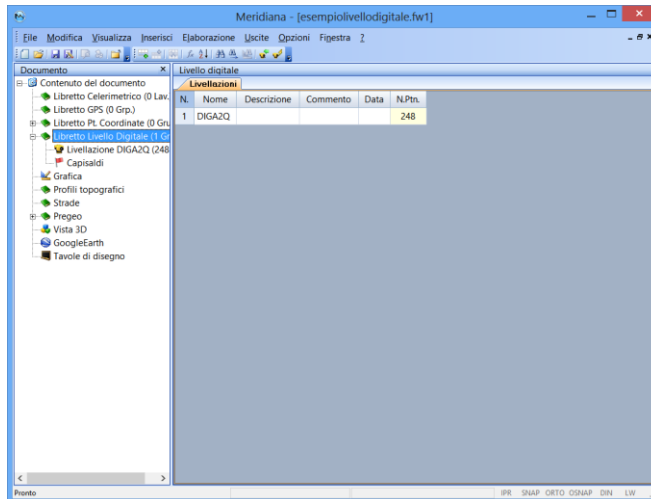 Meridiana - [esempiolivellodigitale.fw1]
File Modifica Visualizza Inserisci Elaborazione Uscite Opzioni Finestra ?
Documento
Contenuto del documento
Libretto Celerimetrico (0 Lav.
Libretto GPS (0 Grp.)
Libretto Pt. Coordinate (0 Gru
Libretto Livello Digitale (1 Gr
Livellazione DIGA2Q (248
Capisaldi
Grafica
Profili topografici
Strade
Pregeo
Vista 3D
GoogleEarth
Tavole di disegno
Livello digitale
Livellazioni
N. Nome Descrizione Commento Data N.Ptn.
1 DIGA2Q 248
Pronto
IPR SNAP ORTO OSNAP DIN LW